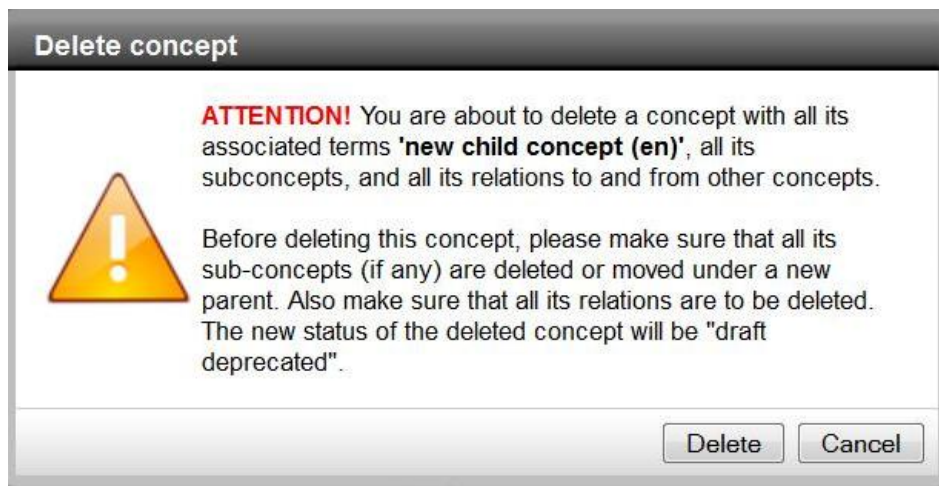 Delete concept
ATTENTION! You are about to delete a concept with all its
associated terms 'new child concept (en)', all its
subconcepts, and all its relations to and from other concepts.
Before deleting this concept, please make sure that all its
sub-concepts (if any) are deleted or moved under a new
parent. Also make sure that all its relations are to be deleted.
The new status of the deleted concept will be "draft
deprecated".
Delete Cancel